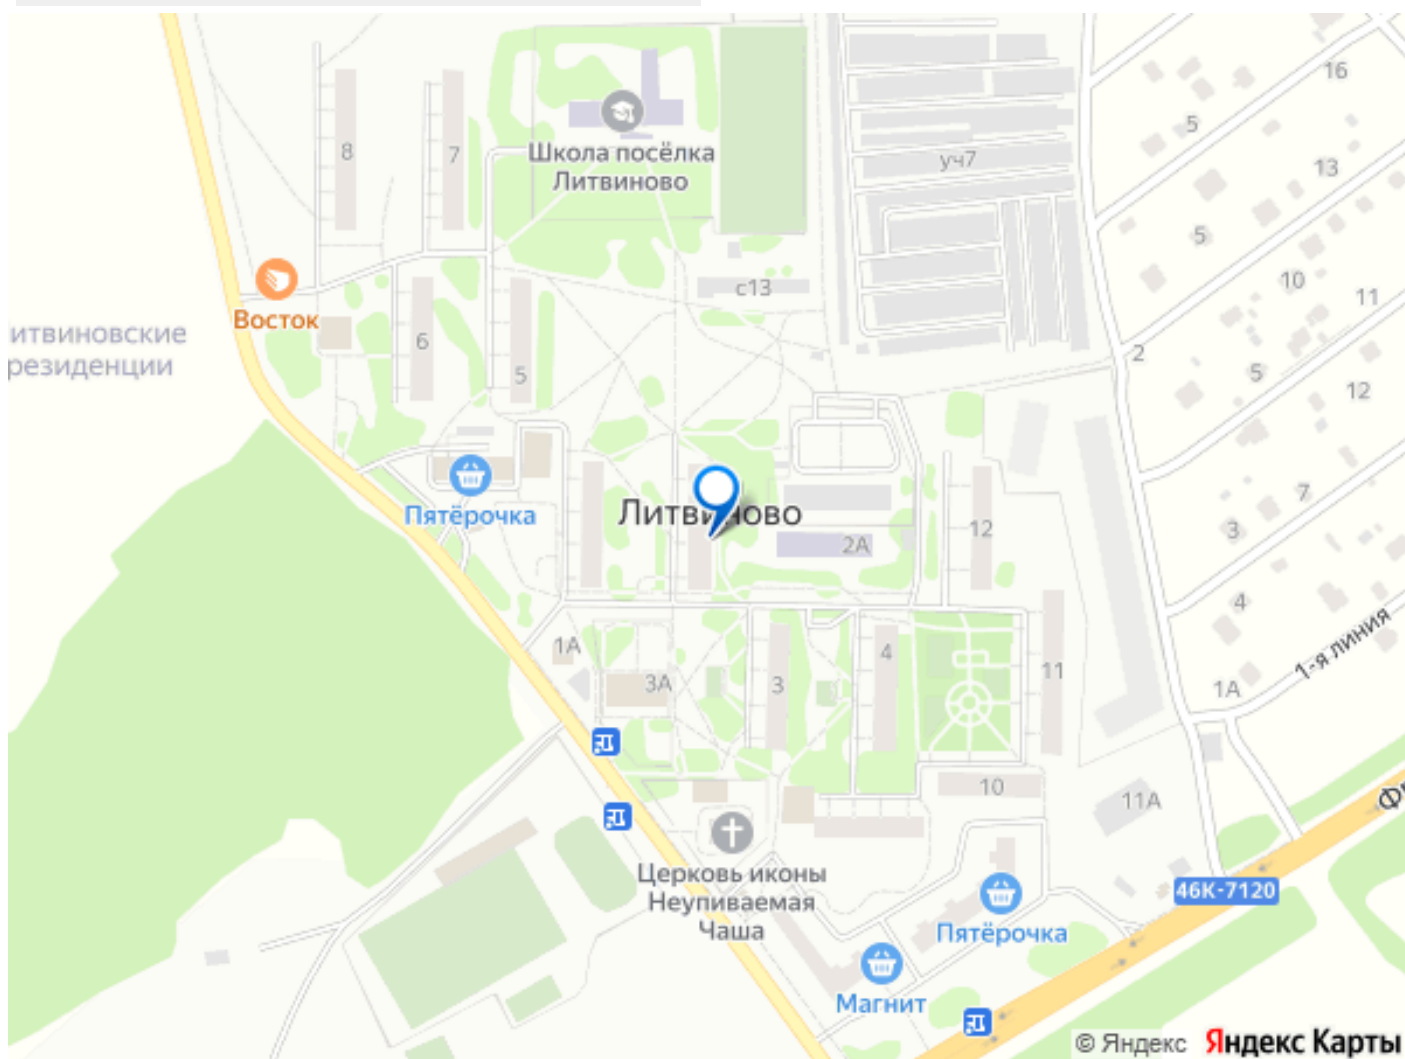 16
5
8
7
Школа посёлка
Литвиново
уч7
13
5
с13
10
11
Восток
итвиновские
резиденции
6
2
5
5
12
Пятёрочка
Литвиново
7
12
3
2А
4
1-я линия
1А
3А
3
4
11
1А
10
11А
Церковь иконы
Неупиваемая
Чаша
46К-7120
Пятёрочка
Магнит
© Яндекс Яндекс Карты